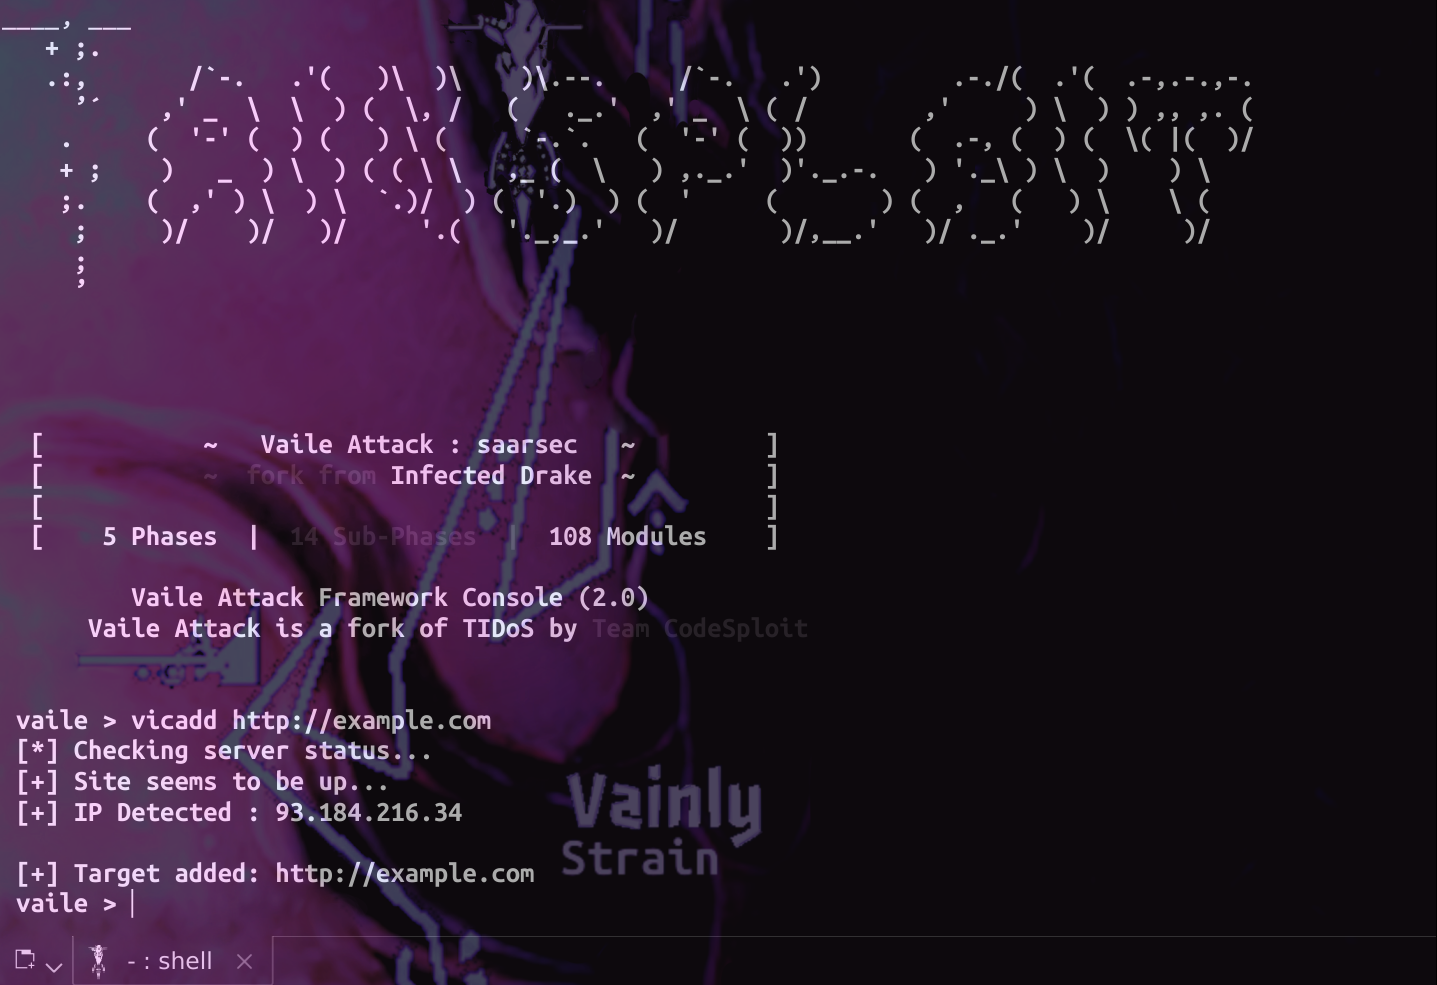 AINSPLOIT
[ ~ Vaile Attack : saarsec ~ ]
[ ~ fork from Infected Drake ~ ]
[ ]
[ 5 Phases | 14 Sub-Phases | 108 Modules ]
Vaile Attack Framework Console (2.0)
Vaile Attack is a fork of TIDoS by Team CodeSploit
vaile > vicadd http://example.com
[*] Checking server status...
[+] Site seems to be up...
[+] IP Detected : 93.184.216.34
[+] Target added: http://example.com
vaile >
Vainly
Strain
- : shell